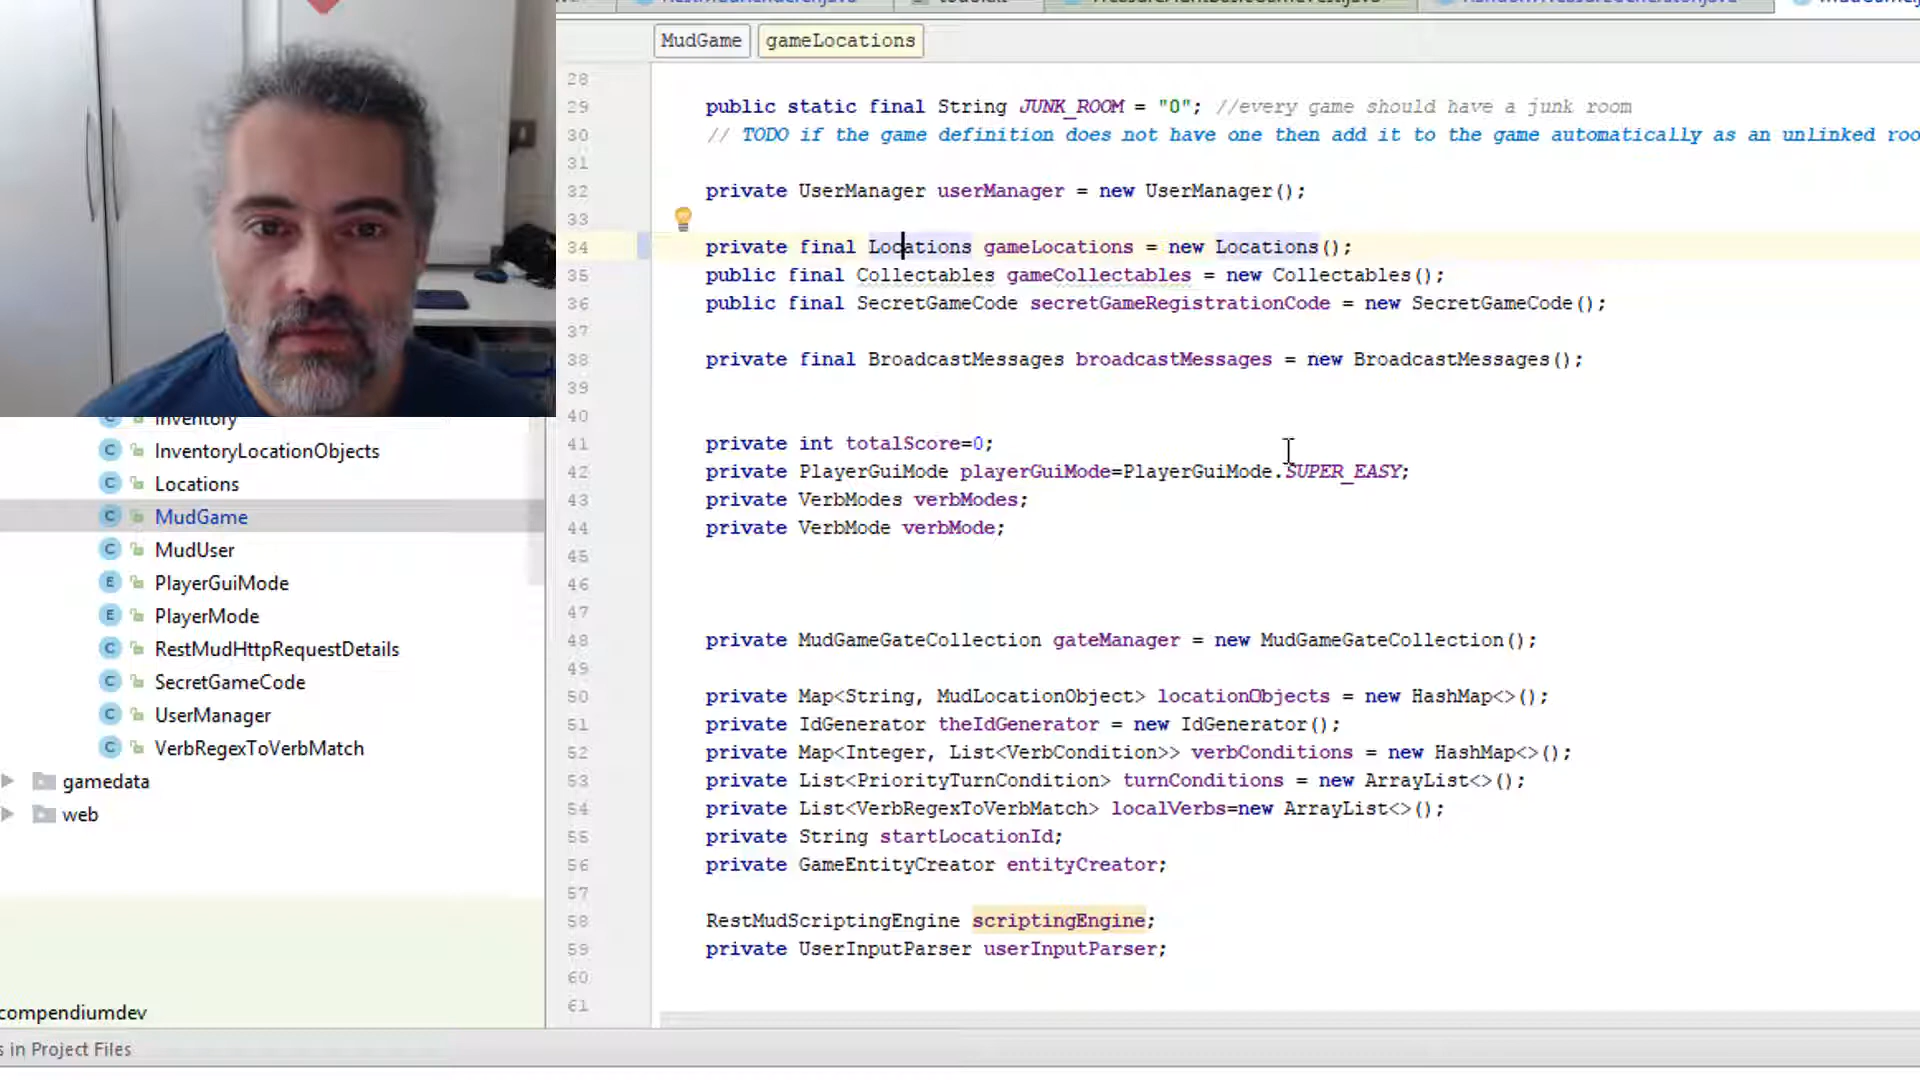 MudGame gameLocations
28
29 public static final String JUNK_ROOM = "0"; //every game should have a junk room
30 // TODO if the game definition does not have one then add it to the game automatically as an unlinked
31
32 private UserManager userManager = new UserManager();
33
34 private final Locations gameLocations = new Locations();
35 public final Collectables gameCollectables = new Collectables();
36 public final SecretGameCode secretGameRegistrationCode = new SecretGameCode();
37
38 private final BroadcastMessages broadcastMessages = new BroadcastMessages();
39
40
41 private int totalScore=0;
42 private PlayerGuiMode playerGuiMode=PlayerGuiMode.SUPER_EASY;
43 private VerbModes verbModes;
44 private VerbMode verbMode;
45
46
47
48 private MudGameGateCollection gateManager = new MudGameGateCollection();
49
50 private Map<String, MudLocationObject> locationObjects = new HashMap<>();
51 private IdGenerator theIdGenerator = new IdGenerator();
52 private Map<Integer, List<VerbCondition>> verbConditions = new HashMap<>();
53 private List<PriorityTurnCondition> turnConditions = new ArrayList<>();
54 private List<VerbRegexToVerbMatch> localVerbs=new ArrayList<>();
55 private String startLocationId;
56 private GameEntityCreator entityCreator;
57
58 RestMudScriptingEngine scriptingEngine;
59 private UserInputParser userInputParser;
60
61
Inventory
InventoryLocationObjects
Locations
MudGame
MudUser
PlayerGuiMode
PlayerMode
RestMudHttpRequestDetails
SecretGameCode
UserManager
VerbRegexToVerbMatch
gamedata
web
compendiumdev
s in Project Files